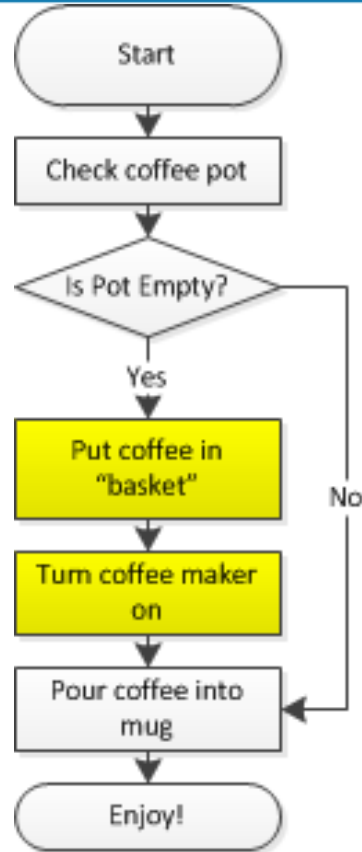 Start
Check coffee pot
Is Pot Empty?
Yes
Put coffee in
“basket”
No
Turn coffee maker
on
Pour coffee into
mug
Enjoy!